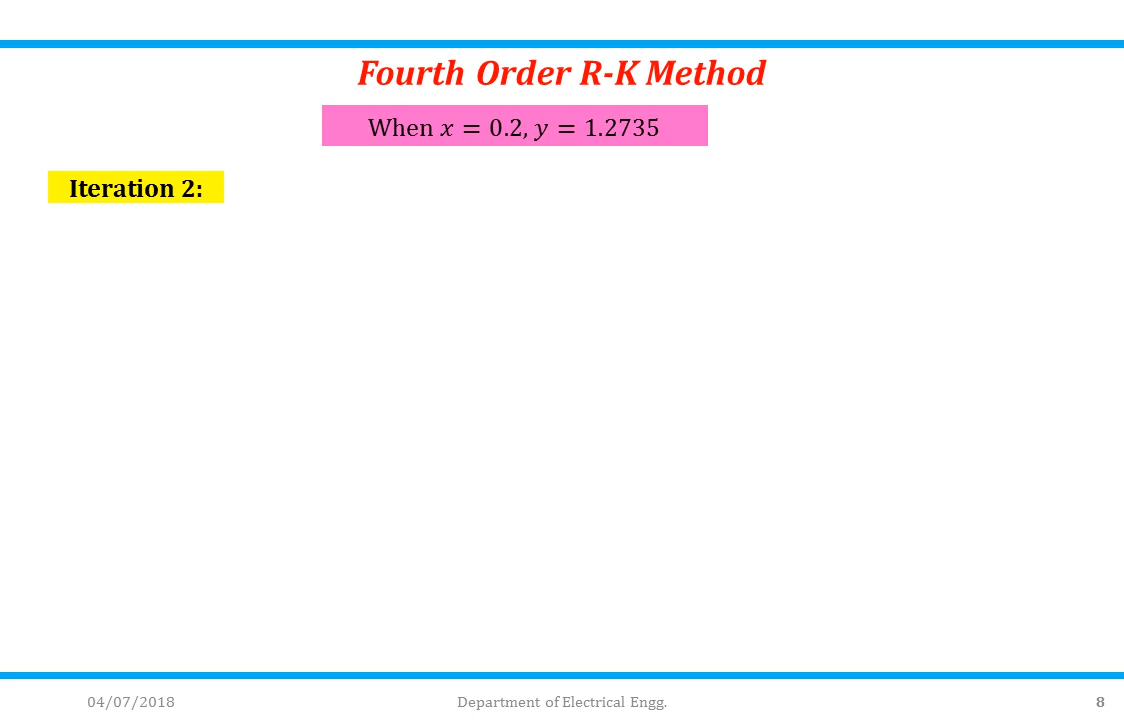 Fourth Order R-K Method
When 𝑥 = 0.2, 𝑦 = 1.2735
Iteration 2:
04/07/2018
Department of Electrical Engg.
8